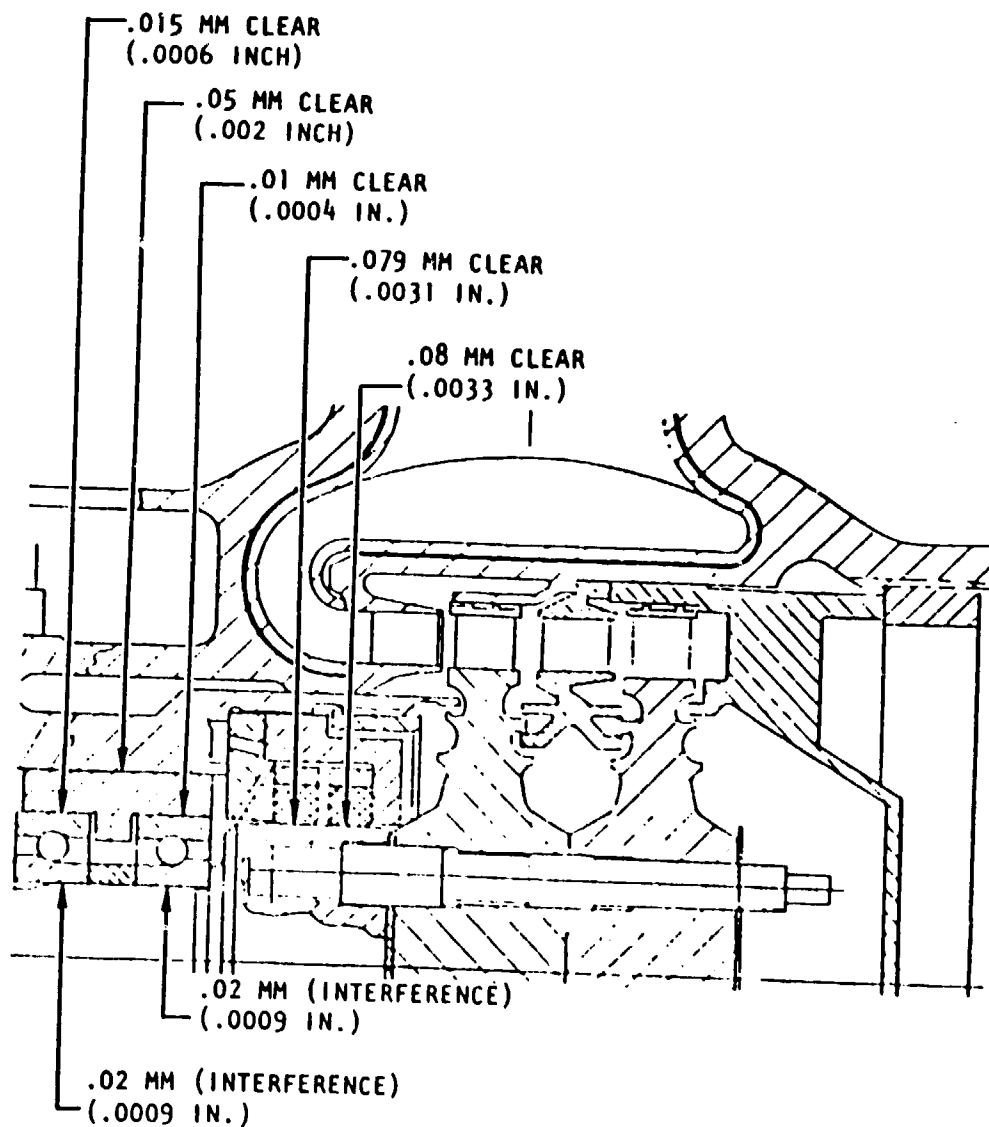 .015 MM CLEAR
(.0006 INCH)
.05 MM CLEAR
(.002 INCH)
.01 MM CLEAR
(.0004 IN.)
.079 MM CLEAR
(.0031 IN.)
.08 MM CLEAR
(.0033 IN.)
.02 MM (INTERFERENCE)
(.0009 IN.)
.02 MM (INTERFERENCE)
(.0009 IN.)